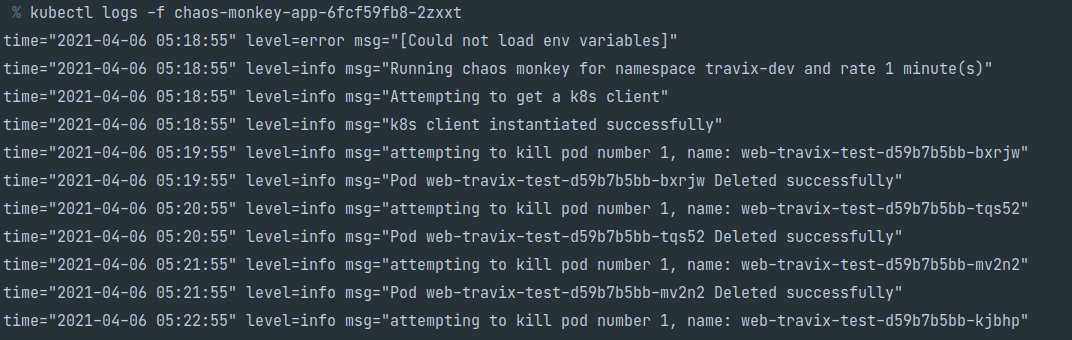 % kubectl logs -f chaos-monkey-app-6fcf59fb8-2zxxt
time="2021-04-06 05:18:55" level=error msg="[Could not load env variables]"
time="2021-04-06 05:18:55" level=info msg="Running chaos monkey for namespace travix-dev and rate 1 minute(s)"
time="2021-04-06 05:18:55" level=info msg="Attempting to get a k8s client"
time="2021-04-06 05:18:55" level=info msg="k8s client instantiated successfully"
time="2021-04-06 05:19:55" level=info msg="attempting to kill pod number 1, name: web-travix-test-d59b7b5bb-bxrjw"
time="2021-04-06 05:19:55" level=info msg="Pod web-travix-test-d59b7b5bb-bxrjw Deleted successfully"
time="2021-04-06 05:20:55" level=info msg="attempting to kill pod number 1, name: web-travix-test-d59b7b5bb-tqs52"
time="2021-04-06 05:20:55" level=info msg="Pod web-travix-test-d59b7b5bb-tqs52 Deleted successfully"
time="2021-04-06 05:21:55" level=info msg="attempting to kill pod number 1, name: web-travix-test-d59b7b5bb-mv2n2"
time="2021-04-06 05:21:55" level=info msg="Pod web-travix-test-d59b7b5bb-mv2n2 Deleted successfully"
time="2021-04-06 05:22:55" level=info msg="attempting to kill pod number 1, name: web-travix-test-d59b7b5bb-kjbhp"